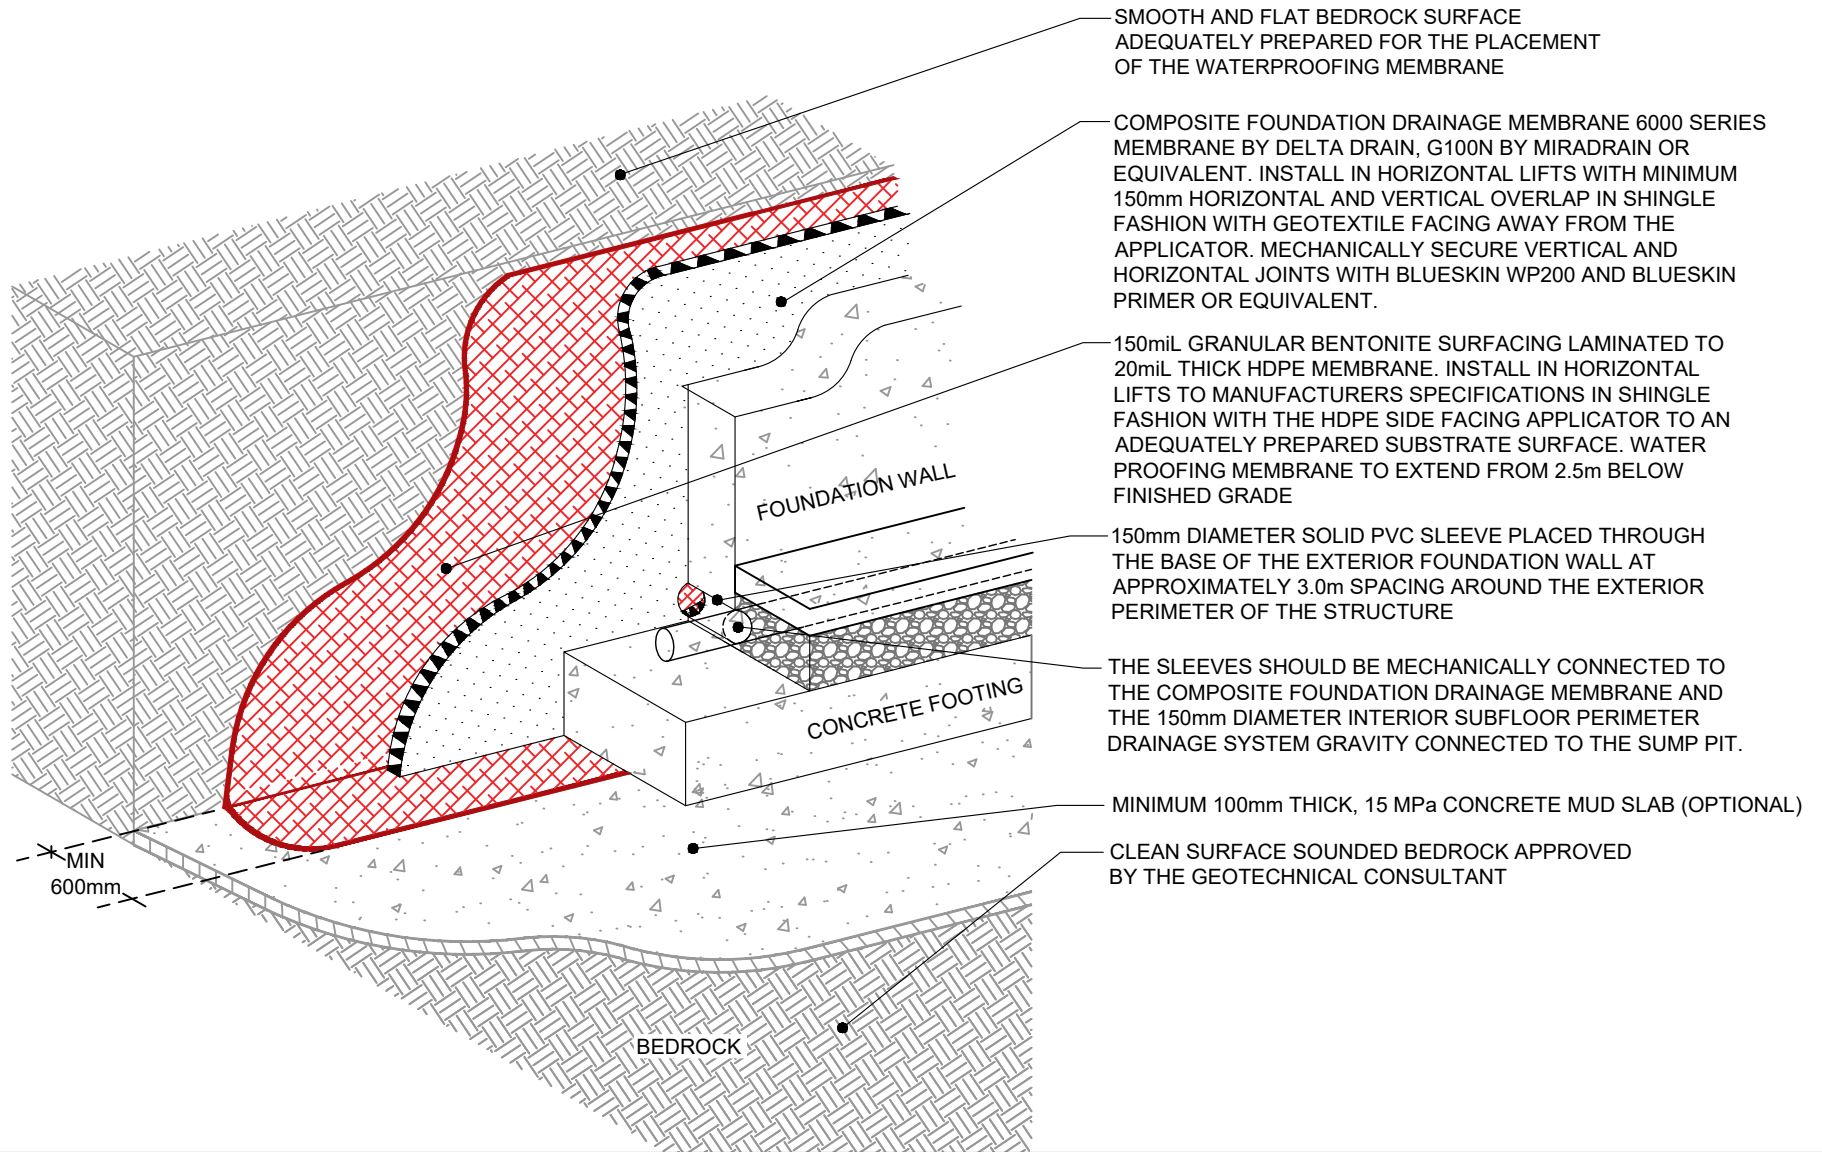 SMOOTH AND FLAT BEDROCK SURFACE
ADEQUATELY PREPARED FOR THE PLACEMENT
OF THE WATERPROOFING MEMBRANE
COMPOSITE FOUNDATION DRAINAGE MEMBRANE 6000 SERIES
MEMBRANE BY DELTA DRAIN, G100N BY MIRADRAIN OR
EQUIVALENT. INSTALL IN HORIZONTAL LIFTS WITH MINIMUM
150mm HORIZONTAL AND VERTICAL OVERLAP IN SHINGLE
FASHION WITH GEOTEXTILE FACING AWAY FROM THE
APPLICATOR. MECHANICALLY SECURE VERTICAL AND
HORIZONTAL JOINTS WITH BLUESKIN WP200 AND BLUESKIN
PRIMER OR EQUIVALENT.
150miL GRANULAR BENTONITE SURFACING LAMINATED TO
20miL THICK HDPE MEMBRANE. INSTALL IN HORIZONTAL
LIFTS TO MANUFACTURERS SPECIFICATIONS IN SHINGLE
FASHION WITH THE HDPE SIDE FACING APPLICATOR TO AN
ADEQUATELY PREPARED SUBSTRATE SURFACE. WATER
PROOFING MEMBRANE TO EXTEND FROM 2.5m BELOW
FINISHED GRADE
150mm DIAMETER SOLID PVC SLEEVE PLACED THROUGH
THE BASE OF THE EXTERIOR FOUNDATION WALL AT
APPROXIMATELY 3.0m SPACING AROUND THE EXTERIOR
PERIMETER OF THE STRUCTURE
THE SLEEVES SHOULD BE MECHANICALLY CONNECTED TO
THE COMPOSITE FOUNDATION DRAINAGE MEMBRANE AND
THE 150mm DIAMETER INTERIOR SUBFLOOR PERIMETER
DRAINAGE SYSTEM GRAVITY CONNECTED TO THE SUMP PIT.
MINIMUM 100mm THICK, 15 MPa CONCRETE MUD SLAB (OPTIONAL)
CLEAN SURFACE SOUNDED BEDROCK APPROVED
BY THE GEOTECHNICAL CONSULTANT
FOUNDATION WALL
CONCRETE FOOTING
MIN
600mm
BEDROCK